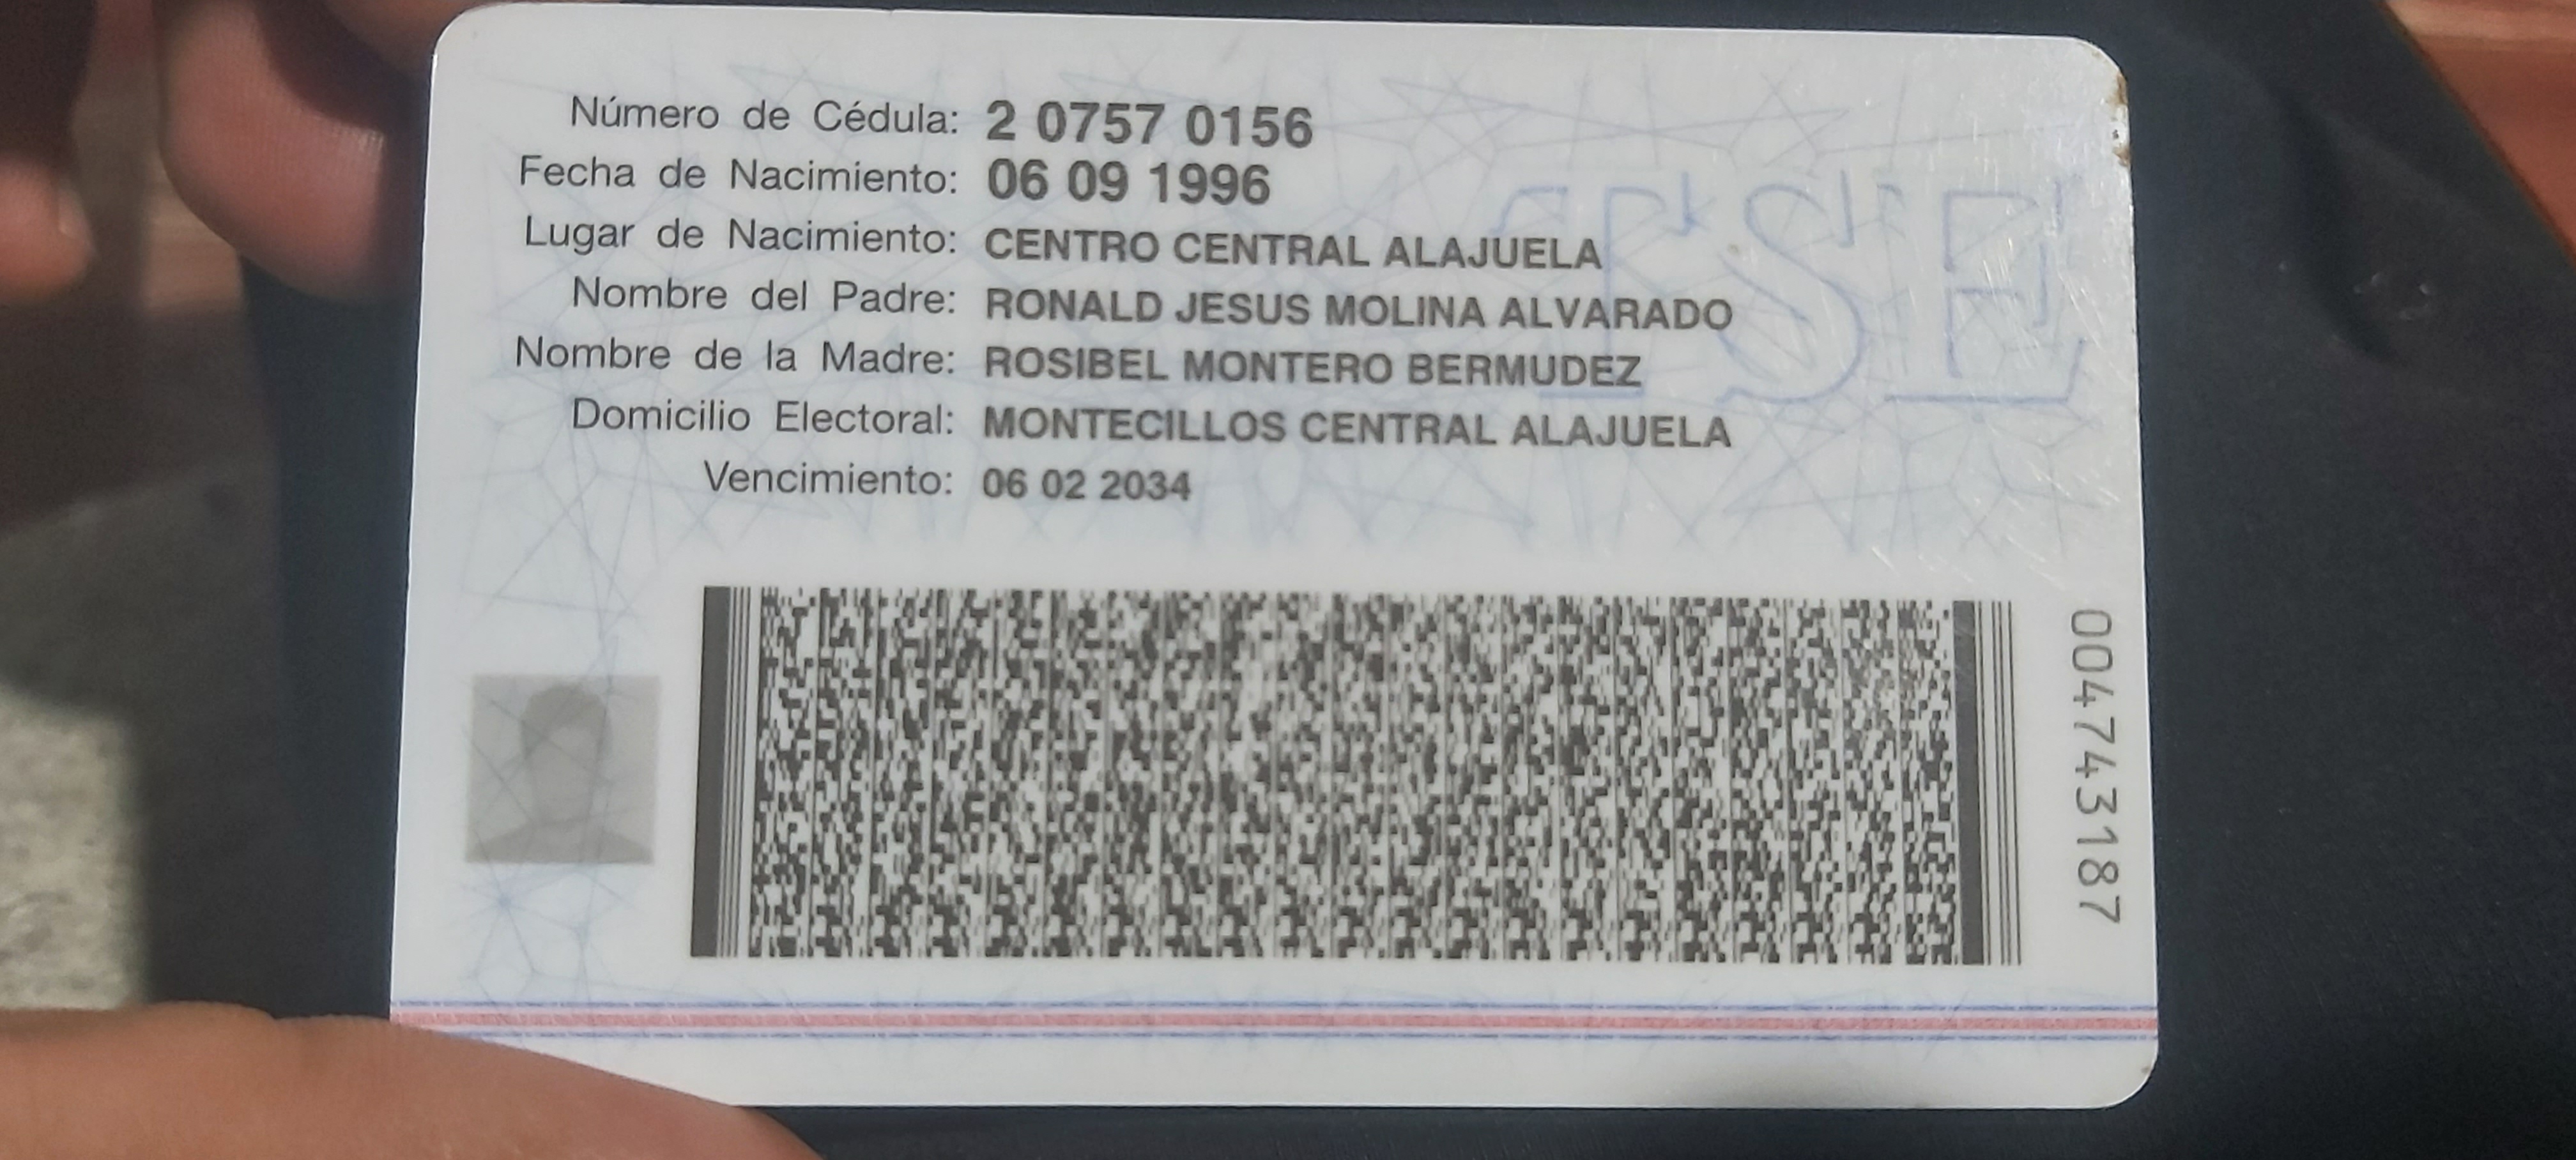 Número de Cédula: 2 0757 0156
Fecha de Nacimiento: 06 09 1996
Lugar de Nacimiento: CENTRO CENTRAL ALAJUELA
Nombre del Padre: RONALD JESUS MOLINA ALVARADO
Nombre de la Madre: ROSIBEL MONTERO BERMUDEZ
Domicilio Electoral: MONTECILLOS CENTRAL ALAJUELA
Vencimiento: 06 02 2034
TSE
0047443187